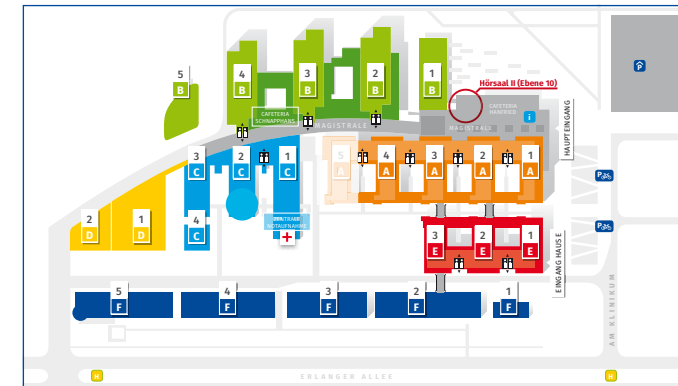 5
B
4
B
3
B
2
B
1
B
P
Hörsaal II (Ebene 10)
CAFETERIA
HANFRIED
i
CAFETERIA
SCHNAPPHANS
MAGISTRALE
MAGISTRALE
HAUPTEINGANG
3
C
2
C
1
C
5
A
4
A
3
A
2
A
1
A
P
4
C
ZENTRALE
NOTAUFNAHME
2
D
1
D
3
E
2
E
1
E
P
EINGANG HAUS E
5
F
4
F
3
F
2
F
1
F
AM KLINIKUM
H
ERLANGER ALLEE
H